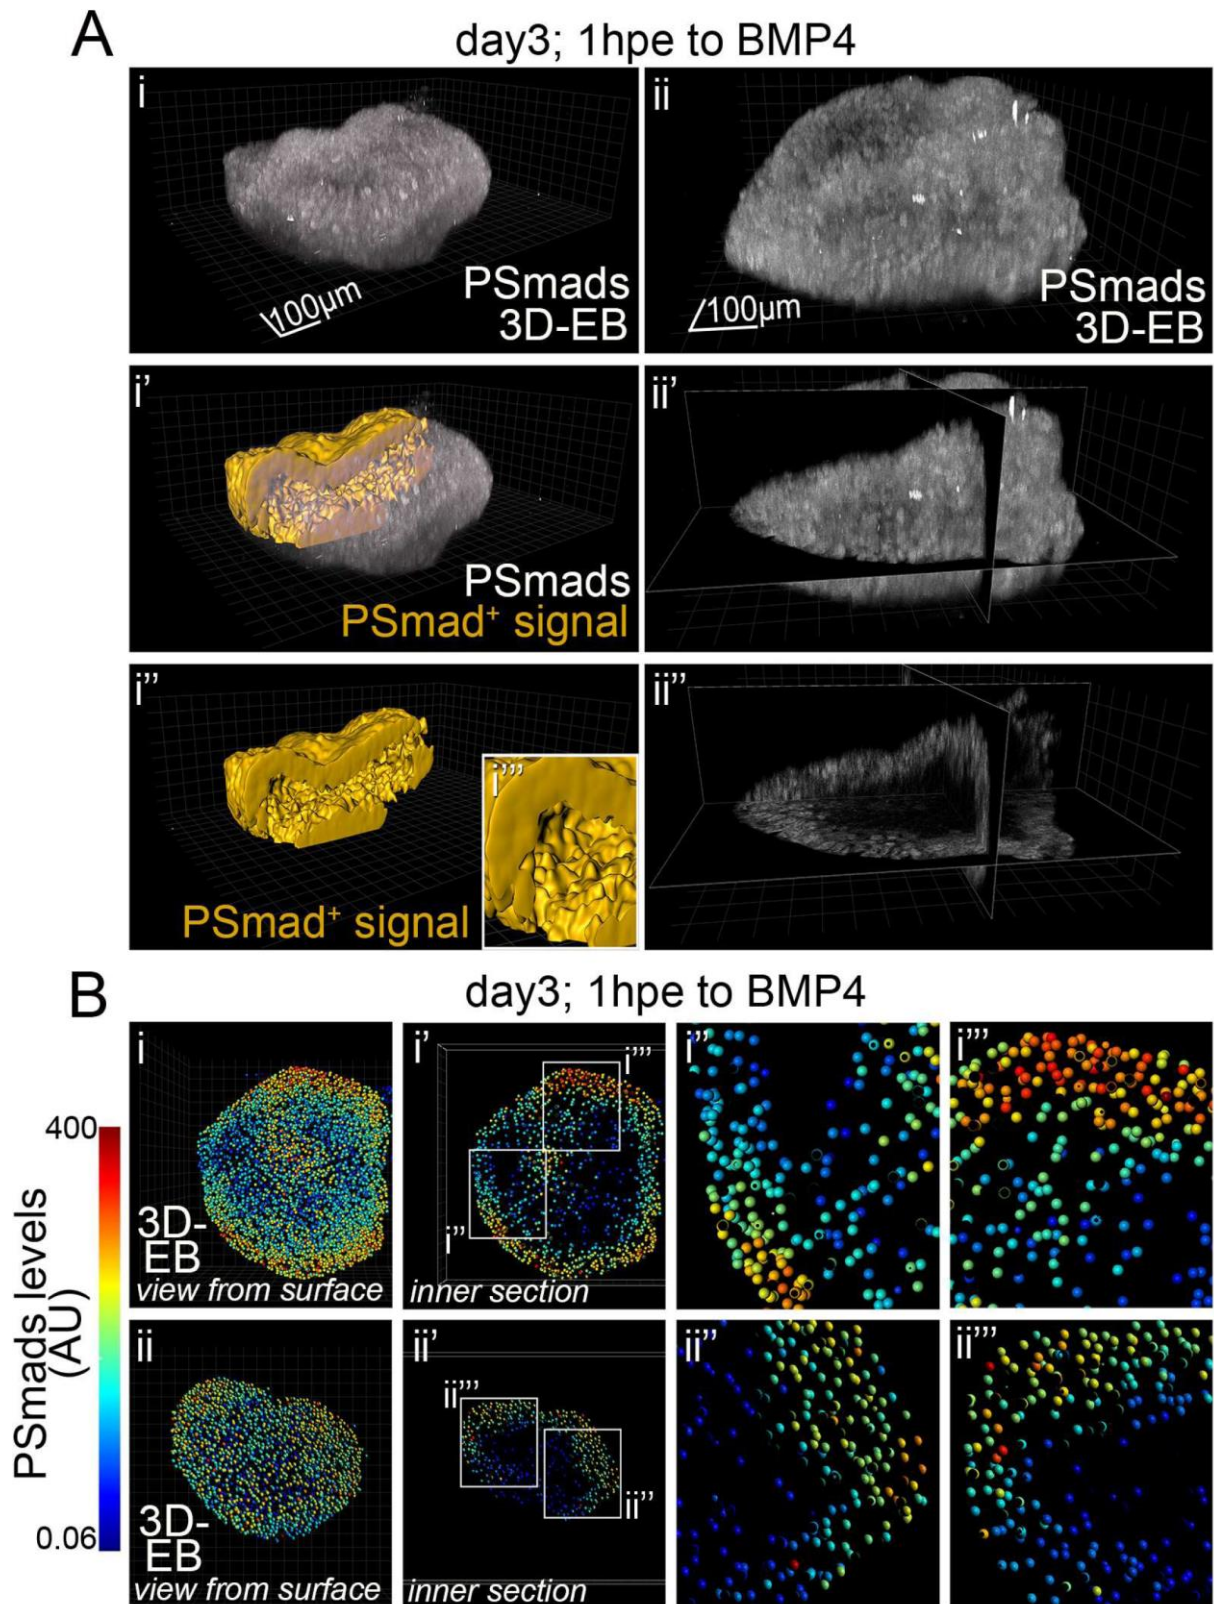 A
day3; 1hpe to BMP4
i
100µm
PSmads
3D-EB
ii
100µm
PSmads
3D-EB
i’
PSmads
PSmad⁺ signal
ii’
i’’
i’’’
PSmad⁺ signal
ii’’
B
day3; 1hpe to BMP4
PSmads levels
(AU)
400
0.06
i
3D-
EB
view from surface
i’
i’’’
i’’
inner section
i’’
i’’’
ii
3D-
EB
view from surface
ii’
ii’’’
ii’’
inner section
ii’’
ii’’’